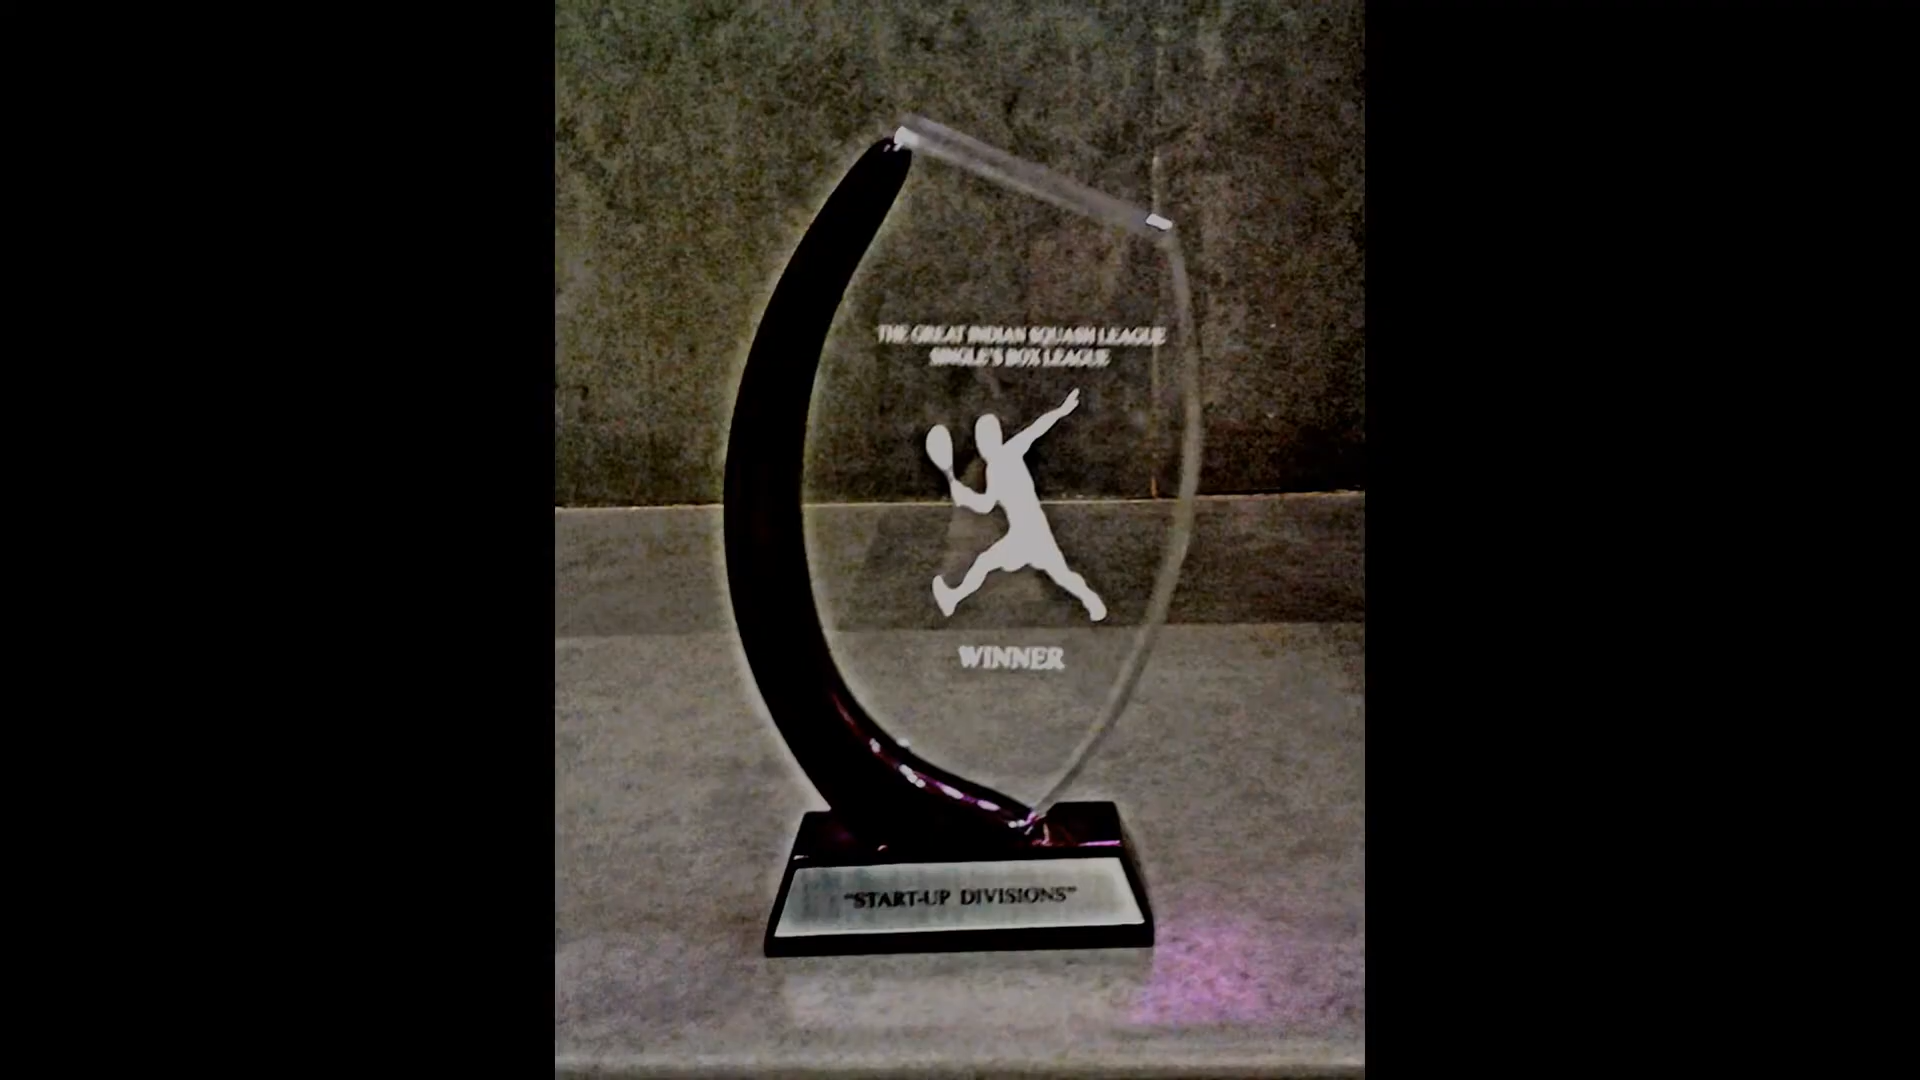 THE GREAT INDIAN SQUASH LEAGUE
SINGLE'S BOX LEAGUE
WINNER
"START-UP DIVISIONS"